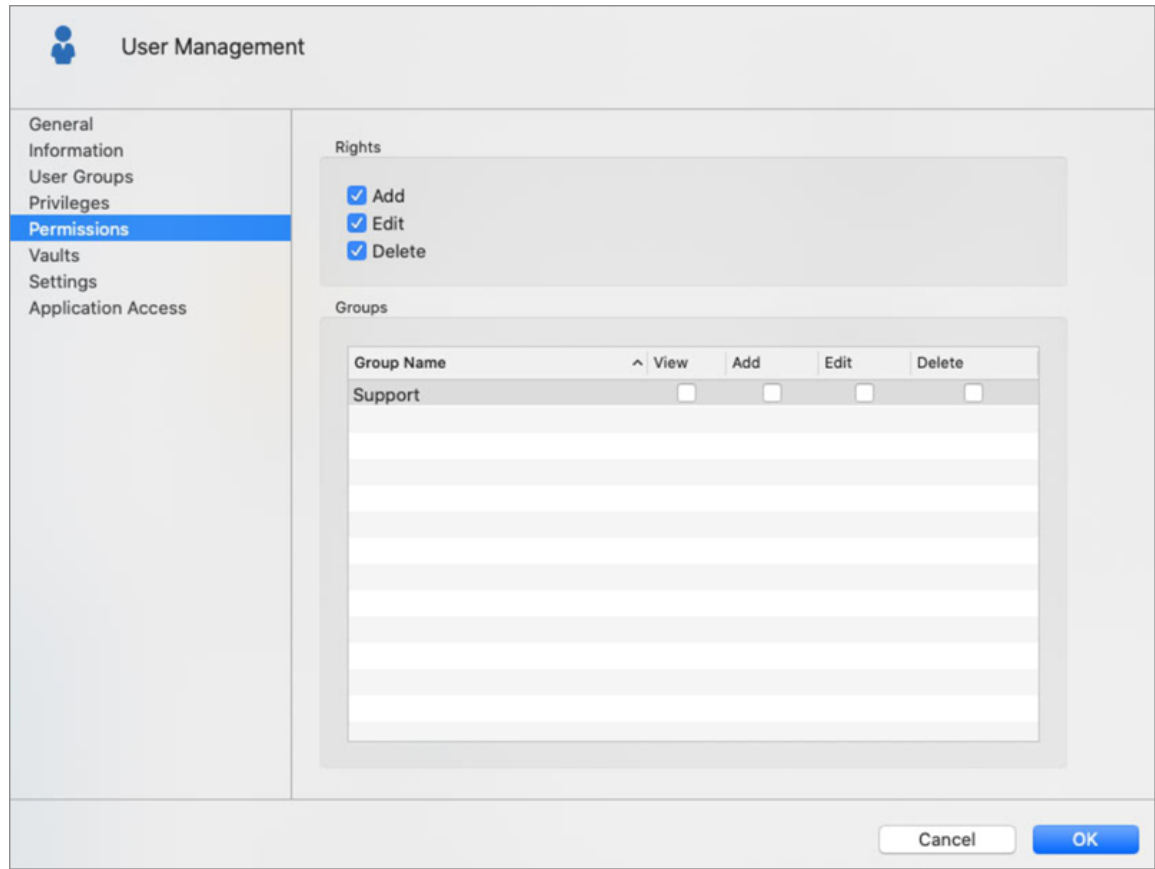 User Management
General
Information
User Groups
Privileges
Permissions
Vaults
Settings
Application Access
Rights
Add
Edit
Delete
Groups
Group Name View Add Edit Delete
Support
Cancel OK